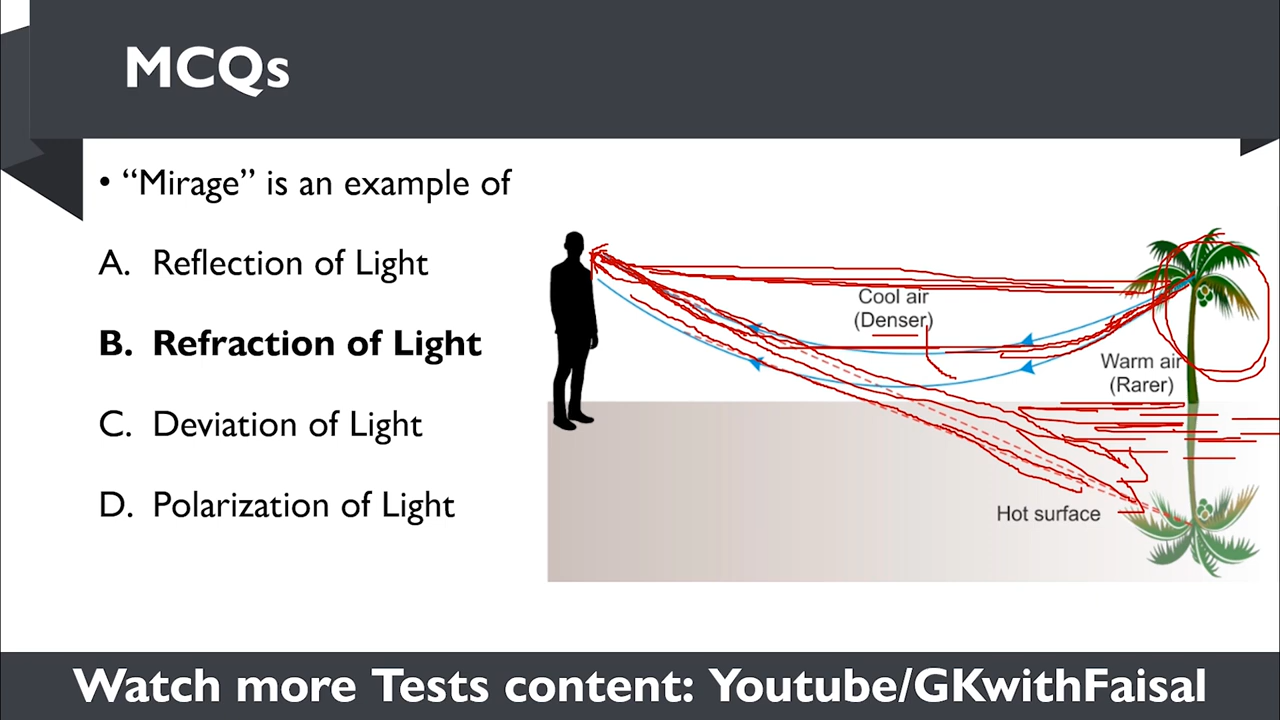 MCQs
• “Mirage” is an example of
A. Reflection of Light
B. Refraction of Light
C. Deviation of Light
D. Polarization of Light
Cool air
(Denser)
Warm air
(Rarer)
Hot surface
Watch more Tests content: Youtube/GKwithFaisal